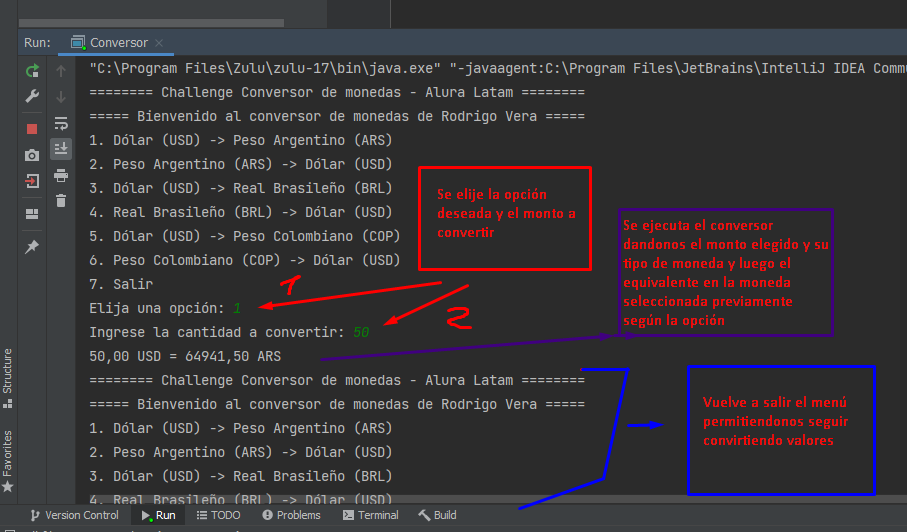 Run: Conversor
"C:\Program Files\Zulu\zulu-17\bin\java.exe" "-javaagent:C:\Program Files\JetBrains\IntelliJ IDEA Comm
======== Challenge Conversor de monedas - Alura Latam ========
===== Bienvenido al conversor de monedas de Rodrigo Vera =====
1. Dólar (USD) -> Peso Argentino (ARS)
2. Peso Argentino (ARS) -> Dólar (USD)
3. Dólar (USD) -> Real Brasileño (BRL)
4. Real Brasileño (BRL) -> Dólar (USD)
5. Dólar (USD) -> Peso Colombiano (COP)
6. Peso Colombiano (COP) -> Dólar (USD)
7. Salir
Elija una opción: 1
Ingrese la cantidad a convertir: 50
50,00 USD = 64941,50 ARS
======== Challenge Conversor de monedas - Alura Latam ========
===== Bienvenido al conversor de monedas de Rodrigo Vera =====
1. Dólar (USD) -> Peso Argentino (ARS)
2. Peso Argentino (ARS) -> Dólar (USD)
3. Dólar (USD) -> Real Brasileño (BRL)
4. Real Brasileño (BRL) -> Dólar (USD)
Se elije la opción
deseada y el monto a
convertir
1
2
Se ejecuta el conversor
dandonos el monto elegido y su
tipo de moneda y luego el
equivalente en la moneda
seleccionada previamente
según la opción
Vuelve a salir el menú
permitiendonos seguir
convirtiendo valores
Structure
Favorites
Version Control Run TODO Problems Terminal Build